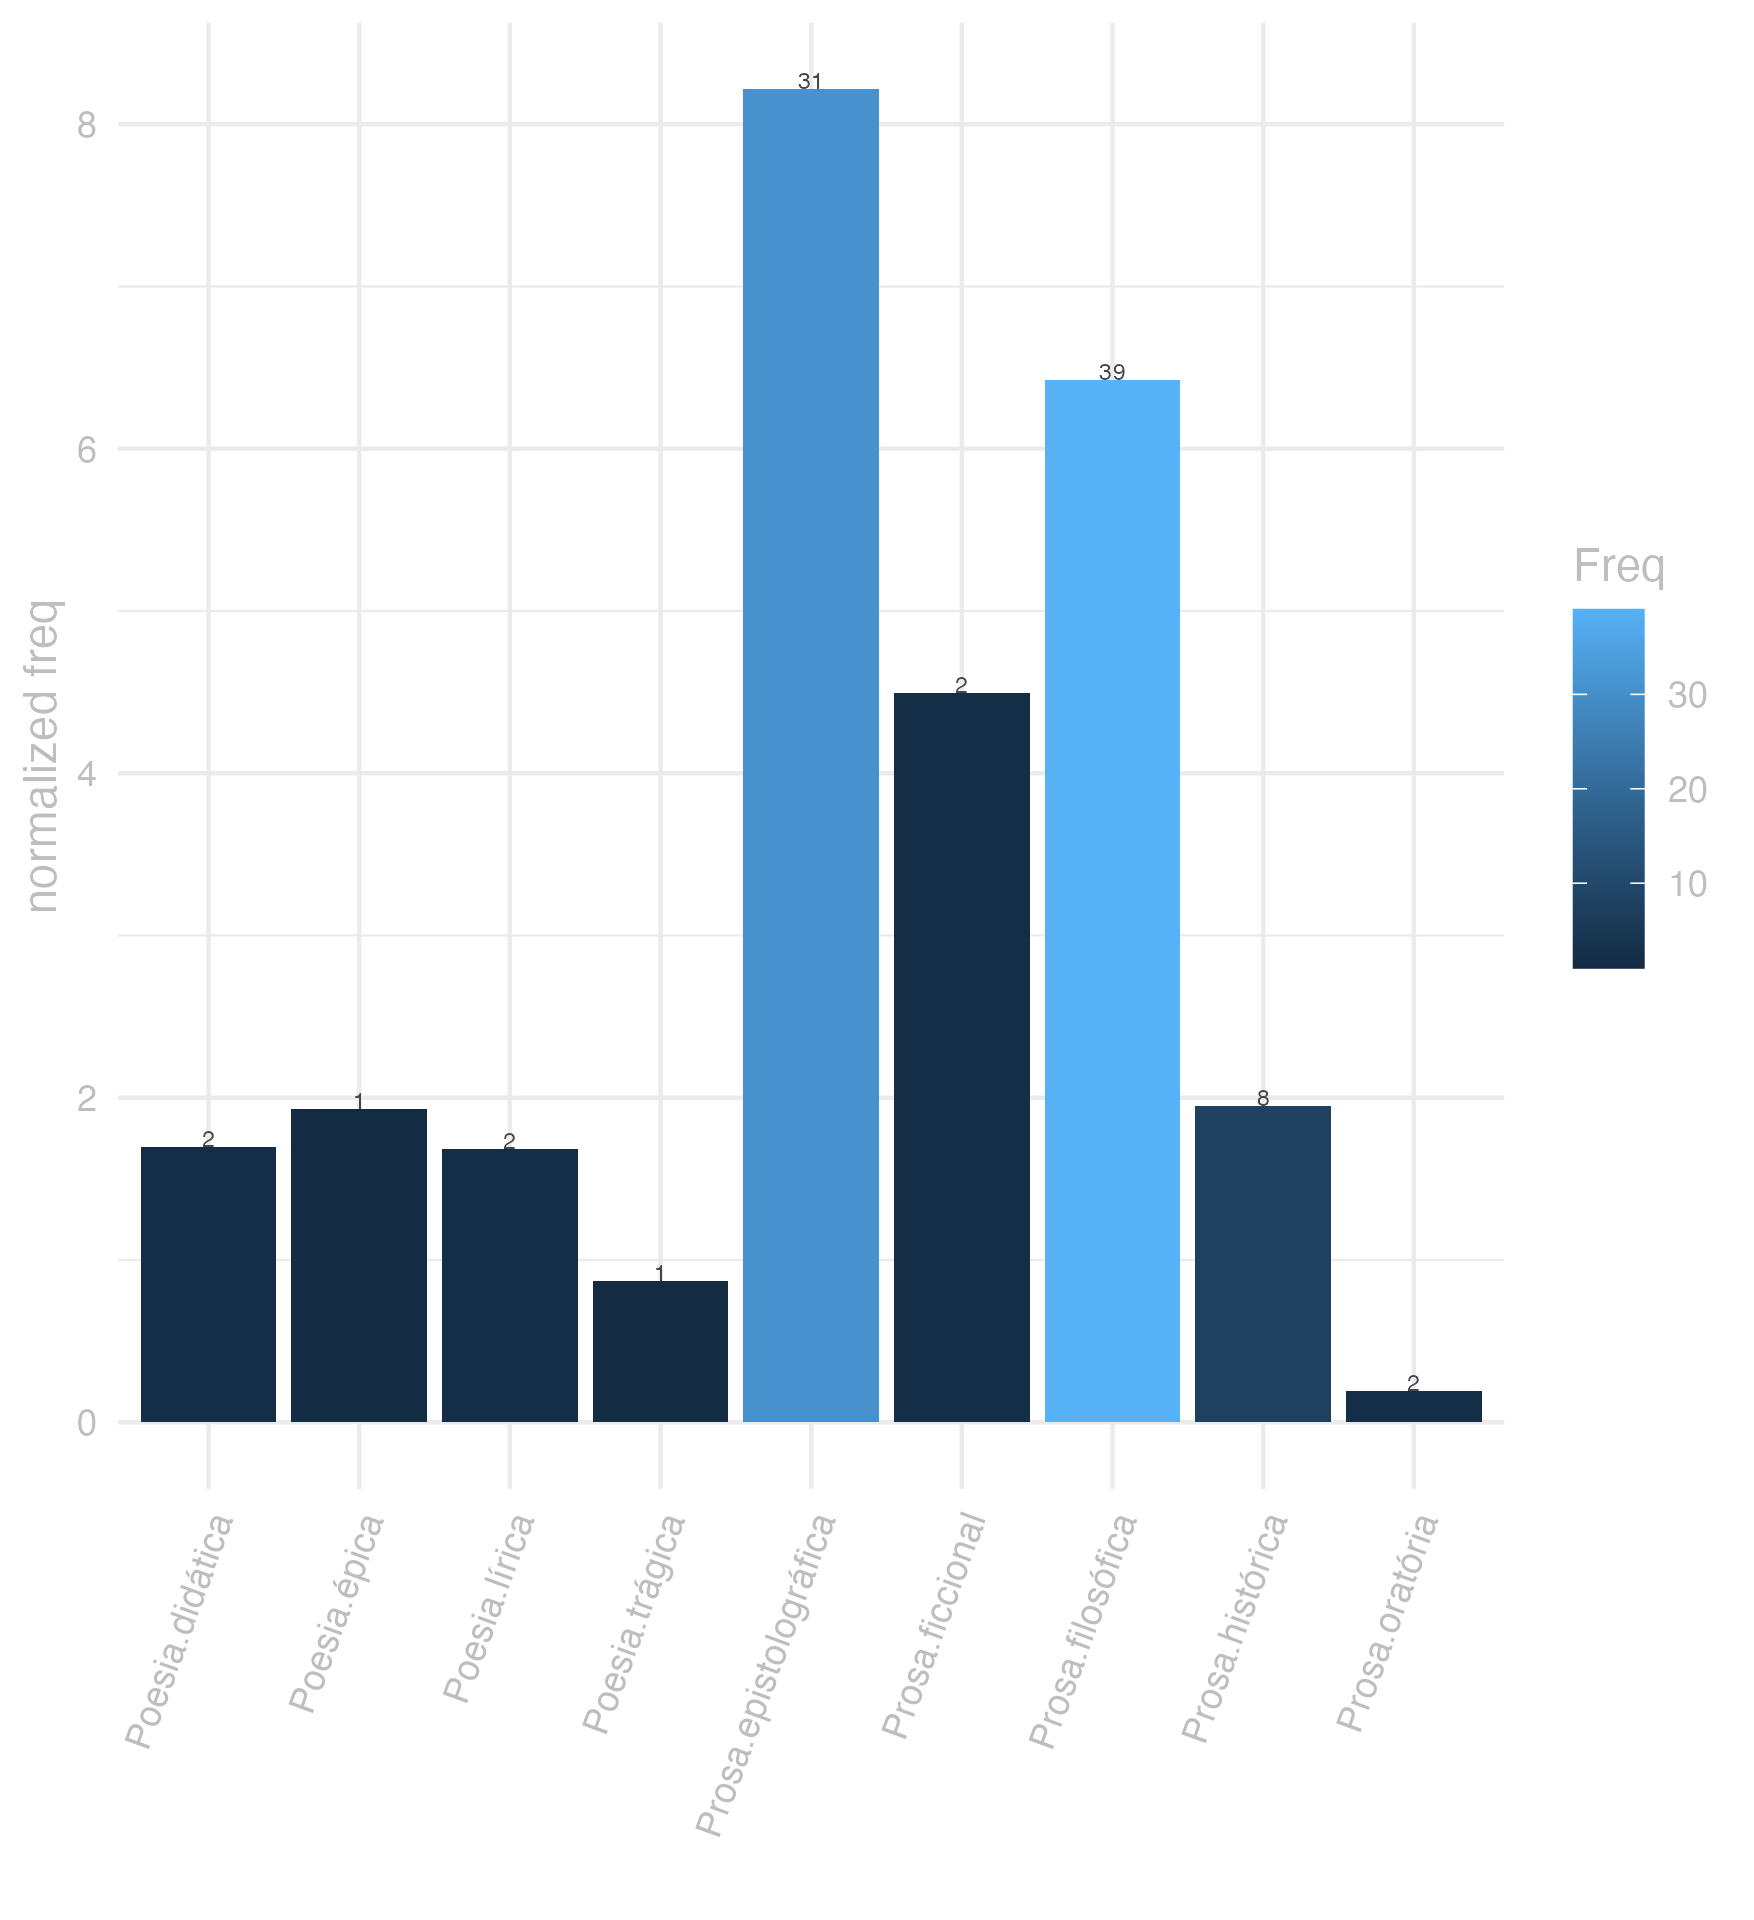 31
39
2
1
2
1
2
8
2
8
6
4
2
0
normalized freq
Poesia.didática
Poesia.épica
Poesia.lírica
Poesia.trágica
Prosa.epistolográfica
Prosa.ficcional
Prosa.filosófica
Prosa.histórica
Prosa.oratória
Freq
30
20
10